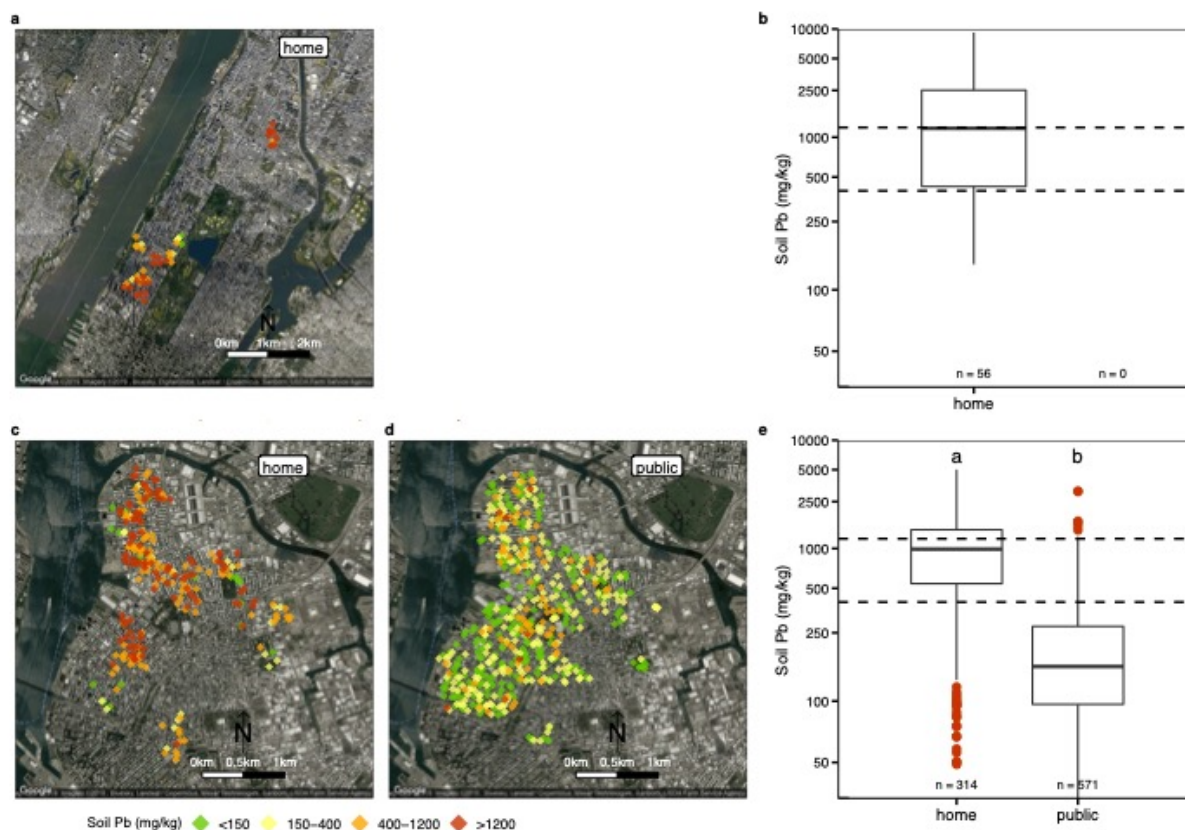 a
home
N
0km 1km 2km
Google
b
10000
5000
2500
1000
500
250
100
50
Soil Pb (mg/kg)
n = 56
n = 0
home
c
home
N
0km 0.5km 1km
Google
d
public
N
0km 0.5km 1km
Google
e
10000
5000
2500
1000
500
250
100
50
Soil Pb (mg/kg)
a
b
n = 314
n = 571
home
public
Soil Pb (mg/kg) <150 150–400 400–1200 >1200